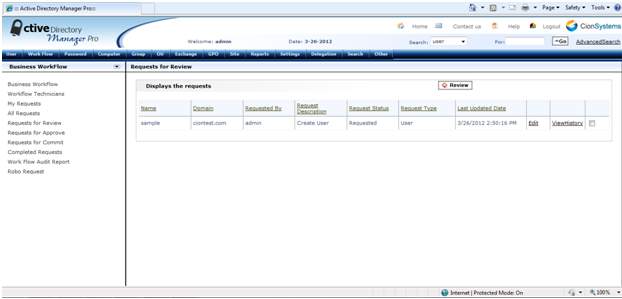 Active Directory Manager Pro
Page Safety Tools
Active Directory Manager Pro
Home Contact us Help Logout CionSystems
Welcome: admin Date: 3-26-2012 Search: user For: Go AdvancedSearch
User Work Flow Password Computer Group OU Exchange GPO Site Reports Settings Delegation Search Other
Business WorkFlow
Requests for Review
Business WorkFlow
Workflow Technicians
My Requests
All Requests
Requests for Review
Requests for Approve
Requests for Commit
Completed Requests
Work Flow Audit Report
Robo Request
Displays the requests Review
Name Domain Requested By Request Description Request Status Request Type Last Updated Date
sample ciontest.com admin Create User Requested User 3/26/2012 2:50:16 PM Edit ViewHistory
Internet | Protected Mode: On 100%